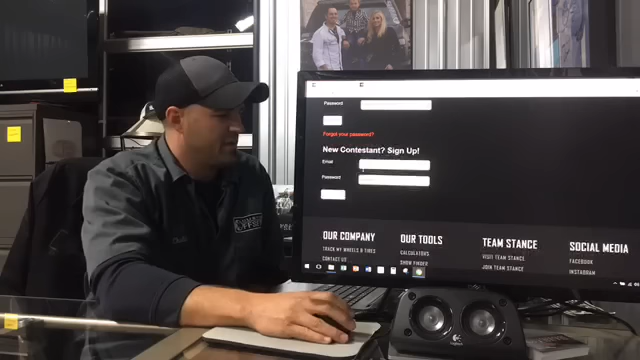 Password
Forgot your password?
New Contestant? Sign Up!
Email
Password
OUR COMPANY
TRACK MY WHEELS & TIRES
CONTACT US
OUR TOOLS
CALCULATORS
SHOW FINDER
TEAM STANCE
VISIT TEAM STANCE
JOIN TEAM STANCE
SOCIAL MEDIA
FACEBOOK
INSTAGRAM
Logitech